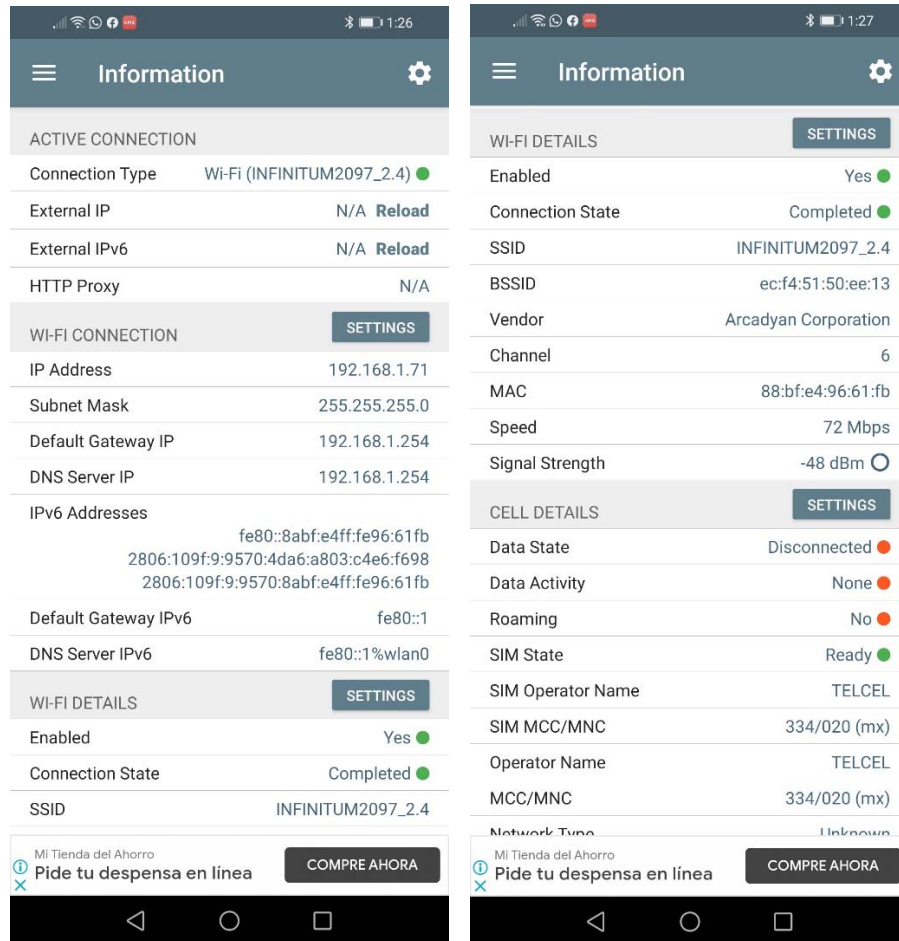 1:26
Information
ACTIVE CONNECTION
Connection Type Wi-Fi (INFINITUM2097_2.4)
External IP N/A Reload
External IPv6 N/A Reload
HTTP Proxy N/A
WI-FI CONNECTION SETTINGS
IP Address 192.168.1.71
Subnet Mask 255.255.255.0
Default Gateway IP 192.168.1.254
DNS Server IP 192.168.1.254
IPv6 Addresses
fe80::8abf:e4ff:fe96:61fb
2806:109f:9:9570:4da6:a803:c4e6:f698
2806:109f:9:9570:8abf:e4ff:fe96:61fb
Default Gateway IPv6 fe80::1
DNS Server IPv6 fe80::1%wlan0
WI-FI DETAILS SETTINGS
Enabled Yes
Connection State Completed
SSID INFINITUM2097_2.4
Mi Tienda del Ahorro
Pide tu despensa en línea COMPRE AHORA
1:27
Information
WI-FI DETAILS SETTINGS
Enabled Yes
Connection State Completed
SSID INFINITUM2097_2.4
BSSID ec:f4:51:50:ee:13
Vendor Arcadyan Corporation
Channel 6
MAC 88:bf:e4:96:61:fb
Speed 72 Mbps
Signal Strength -48 dBm
CELL DETAILS SETTINGS
Data State Disconnected
Data Activity None
Roaming No
SIM State Ready
SIM Operator Name TELCEL
SIM MCC/MNC 334/020 (mx)
Operator Name TELCEL
MCC/MNC 334/020 (mx)
Network Type Unknown
Mi Tienda del Ahorro
Pide tu despensa en línea COMPRE AHORA